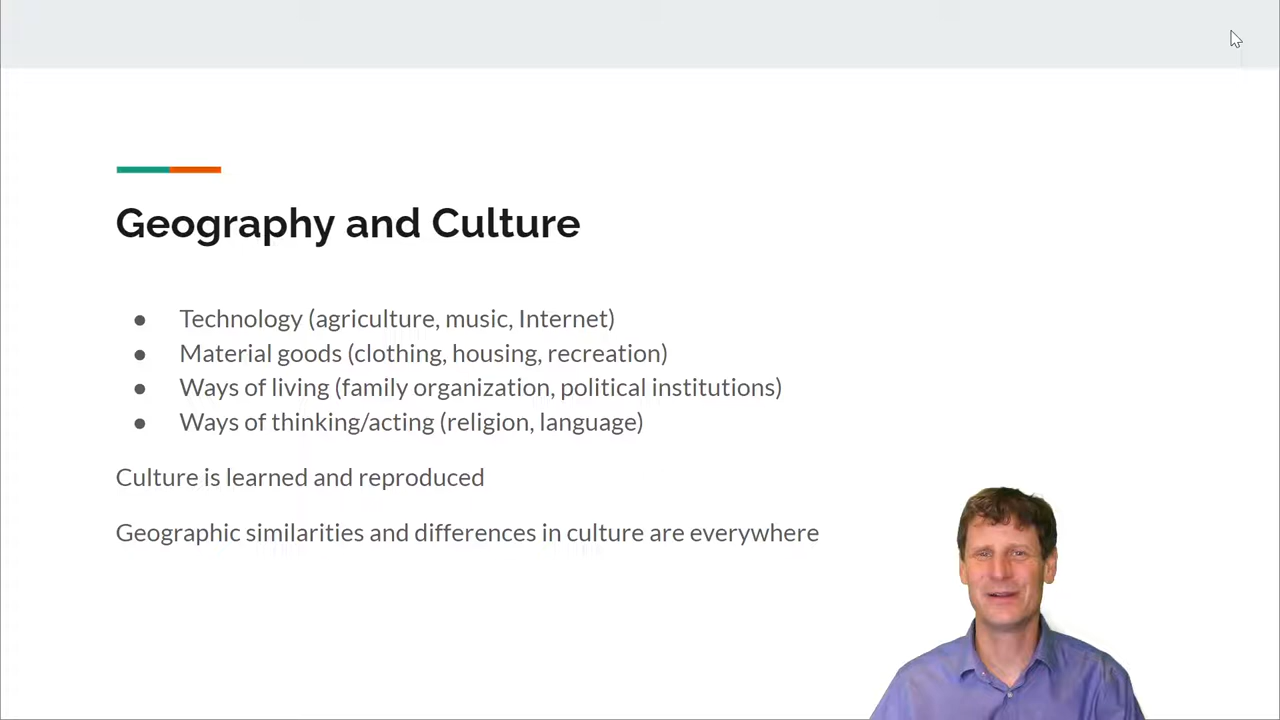 Geography and Culture
● Technology (agriculture, music, Internet)
● Material goods (clothing, housing, recreation)
● Ways of living (family organization, political institutions)
● Ways of thinking/acting (religion, language)
Culture is learned and reproduced
Geographic similarities and differences in culture are everywhere